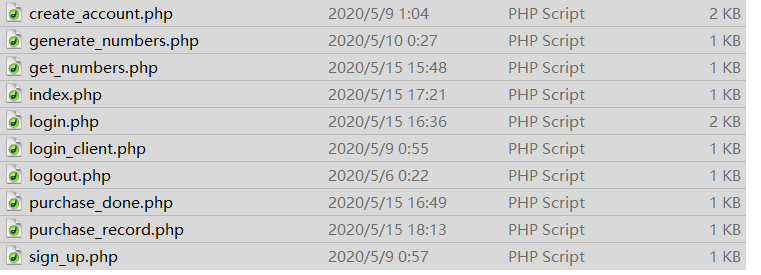 create_account.php 2020/5/9 1:04 PHP Script 2 KB
generate_numbers.php 2020/5/10 0:27 PHP Script 1 KB
get_numbers.php 2020/5/15 15:48 PHP Script 1 KB
index.php 2020/5/15 17:21 PHP Script 1 KB
login.php 2020/5/15 16:36 PHP Script 2 KB
login_client.php 2020/5/9 0:55 PHP Script 1 KB
logout.php 2020/5/6 0:22 PHP Script 1 KB
purchase_done.php 2020/5/15 16:49 PHP Script 1 KB
purchase_record.php 2020/5/15 18:13 PHP Script 1 KB
sign_up.php 2020/5/9 0:57 PHP Script 1 KB